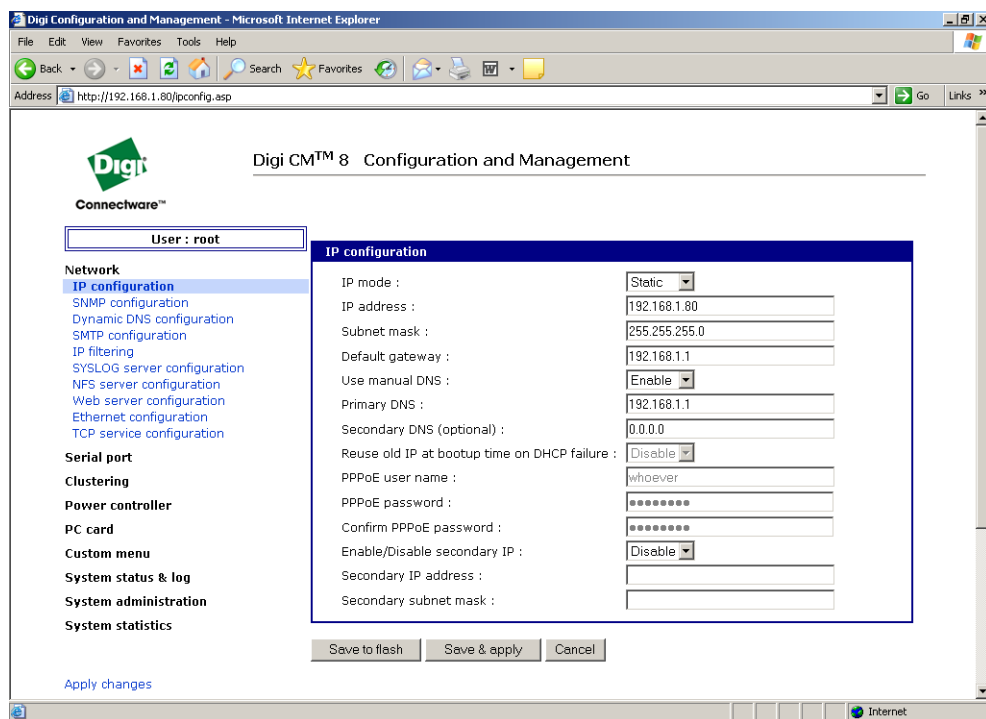 Digi Configuration and Management - Microsoft Internet Explorer
File Edit View Favorites Tools Help
Back Search Favorites
Address http://192.168.1.80/ipconfig.asp Go Links »
Digi
Connectware™
Digi CM™ 8 Configuration and Management
User : root
Network
IP configuration
SNMP configuration
Dynamic DNS configuration
SMTP configuration
IP filtering
SYSLOG server configuration
NFS server configuration
Web server configuration
Ethernet configuration
TCP service configuration
Serial port
Clustering
Power controller
PC card
Custom menu
System status & log
System administration
System statistics
Apply changes
IP configuration
IP mode : Static
IP address : 192.168.1.80
Subnet mask : 255.255.255.0
Default gateway : 192.168.1.1
Use manual DNS : Enable
Primary DNS : 192.168.1.1
Secondary DNS (optional) : 0.0.0.0
Reuse old IP at bootup time on DHCP failure : Disable
PPPoE user name : whoever
PPPoE password : ●●●●●●●●
Confirm PPPoE password : ●●●●●●●●
Enable/Disable secondary IP : Disable
Secondary IP address :
Secondary subnet mask :
Save to flash Save & apply Cancel
Internet